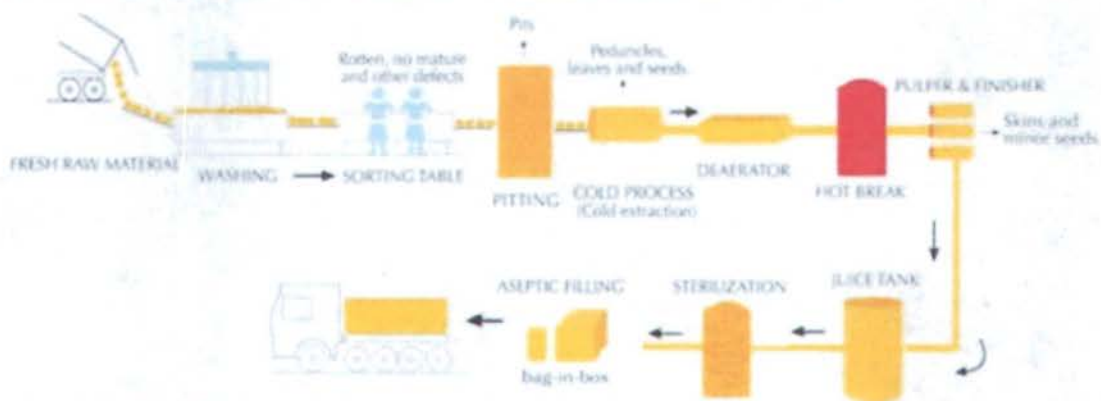 Pits
Rotten, no mature
and other defects
Peduncles,
leaves and seeds.
PULPER & FINISHER
Skins and
minor seeds
FRESH RAW MATERIAL
WASHING
SORTING TABLE
PITTING
COLD PROCESS
(Cold extraction)
DEAERATOR
HOT BREAK
ASEPTIC FILLING
STERILIZATION
JUICE TANK
bag-in-box